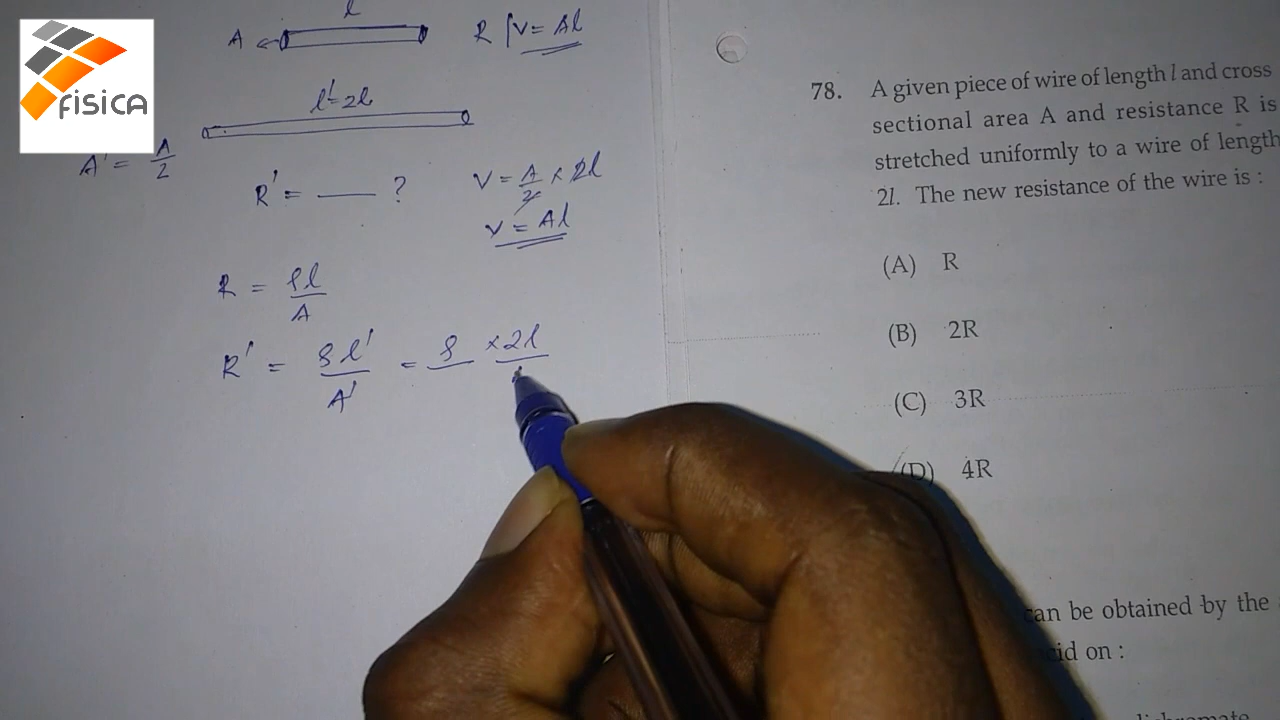 fisica
l
A
R | V = Al
l' = 2l
A' = A/2
R' = ___ ?
V = A/2 × 2l
V = Al
R = ρl/A
R' = ρl'/A' = ρ × 2l
78. A given piece of wire of length l and cross
sectional area A and resistance R is
stretched uniformly to a wire of length
2l. The new resistance of the wire is :
(A) R
(B) 2R
(C) 3R
(D) 4R
can be obtained by the
cid on :